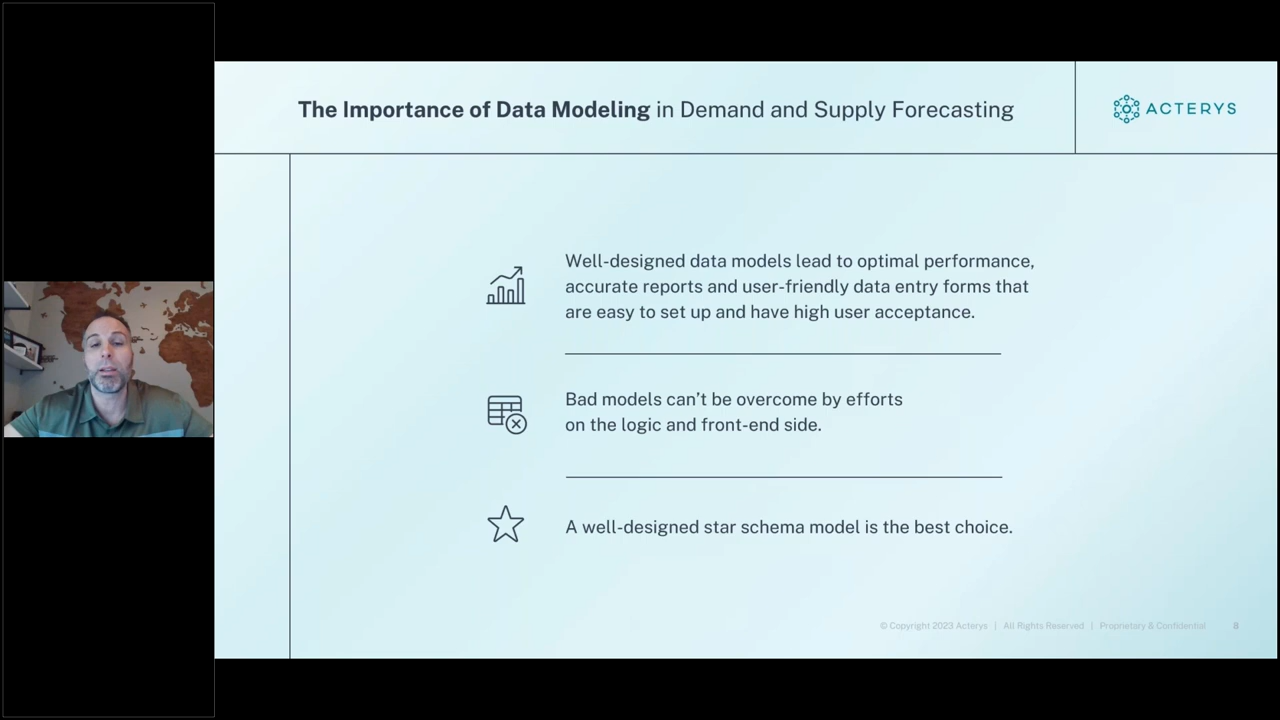 The Importance of Data Modeling in Demand and Supply Forecasting
ACTERYS
Well-designed data models lead to optimal performance,
accurate reports and user-friendly data entry forms that
are easy to set up and have high user acceptance.
Bad models can’t be overcome by efforts
on the logic and front-end side.
A well-designed star schema model is the best choice.
© Copyright 2023 Acterys | All Rights Reserved | Proprietary & Confidential 8